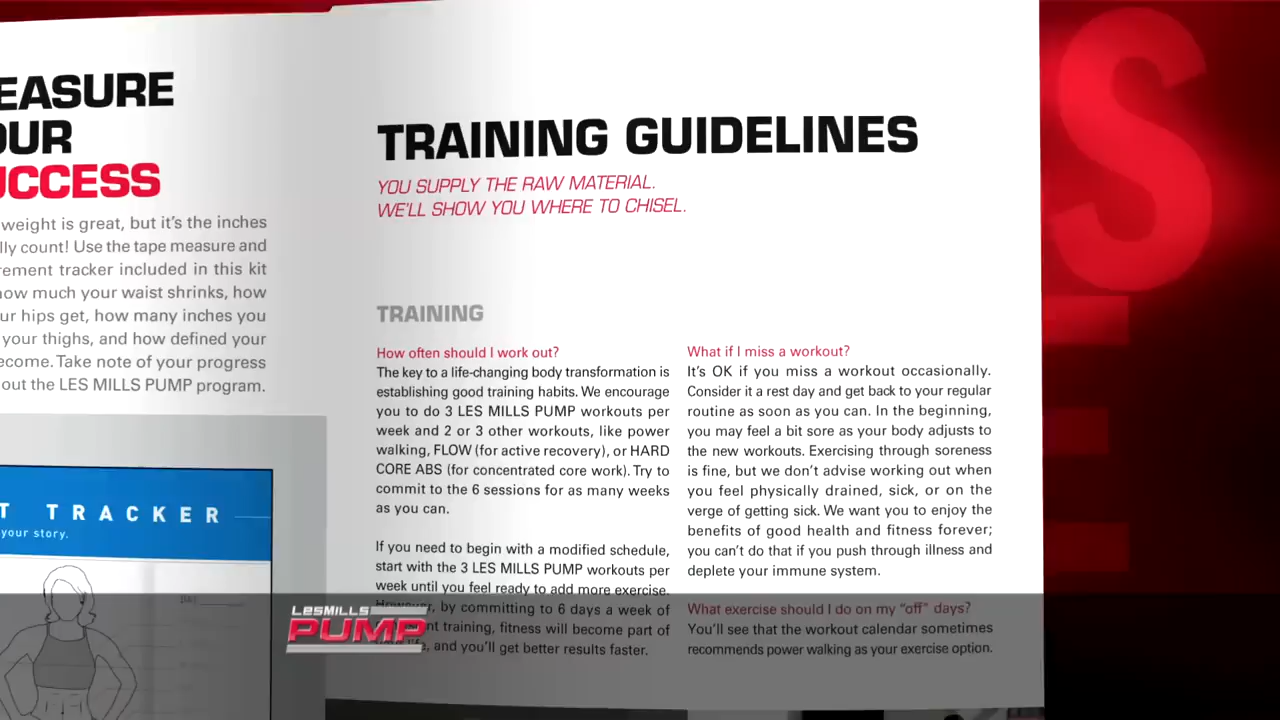 EASURE
OUR
UCCESS
weight is great, but it's the inches
lly count! Use the tape measure and
rement tracker included in this kit
how much your waist shrinks, how
ur hips get, how many inches you
your thighs, and how defined your
ecome. Take note of your progress
out the LES MILLS PUMP program.
T TRACKER
your story.
TRAINING GUIDELINES
YOU SUPPLY THE RAW MATERIAL.
WE'LL SHOW YOU WHERE TO CHISEL.
TRAINING
How often should I work out?
The key to a life-changing body transformation is
establishing good training habits. We encourage
you to do 3 LES MILLS PUMP workouts per
week and 2 or 3 other workouts, like power
walking, FLOW (for active recovery), or HARD
CORE ABS (for concentrated core work). Try to
commit to the 6 sessions for as many weeks
as you can.
If you need to begin with a modified schedule,
start with the 3 LES MILLS PUMP workouts per
week until you feel ready to add more exercise.
However, by committing to 6 days a week of
training, fitness will become part of
life, and you'll get better results faster.
What if I miss a workout?
It's OK if you miss a workout occasionally.
Consider it a rest day and get back to your regular
routine as soon as you can. In the beginning,
you may feel a bit sore as your body adjusts to
the new workouts. Exercising through soreness
is fine, but we don't advise working out when
you feel physically drained, sick, or on the
verge of getting sick. We want you to enjoy the
benefits of good health and fitness forever;
you can't do that if you push through illness and
deplete your immune system.
What exercise should I do on my "off" days?
You'll see that the workout calendar sometimes
recommends power walking as your exercise option.
LESMILLS
PUMP
S
E